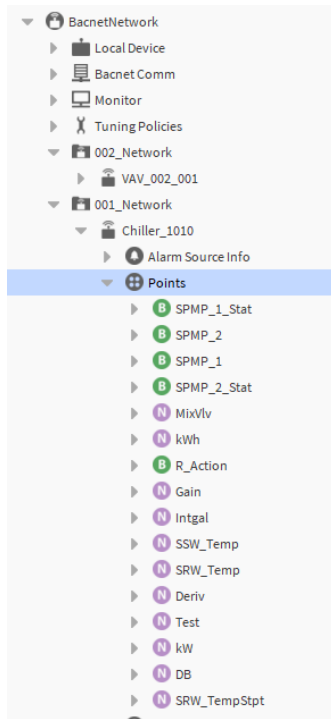 BacnetNetwork
Local Device
Bacnet Comm
Monitor
Tuning Policies
002_Network
VAV_002_001
001_Network
Chiller_1010
Alarm Source Info
Points
B SPMP_1_Stat
B SPMP_2
B SPMP_1
B SPMP_2_Stat
N MixVlv
N kWh
B R_Action
N Gain
N Intgal
N SSW_Temp
N SRW_Temp
N Deriv
N Test
N kW
N DB
N SRW_TempStpt